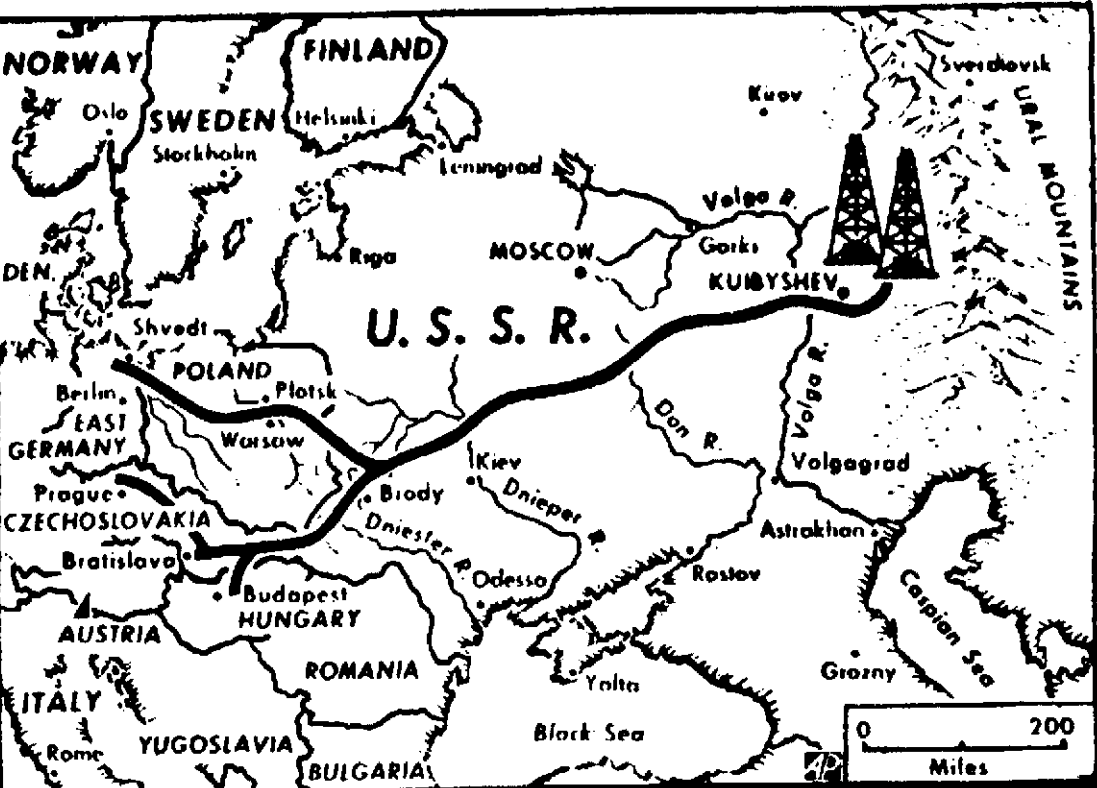 NORWAY
FINLAND
Sverdlovsk
Oslo
SWEDEN
Helsinki
Kirov
URAL MOUNTAINS
Stockholm
Leningrad
Volga R.
DEN.
Riga
MOSCOW
Gorki
KUIBYSHEV
Shvedt
U. S. S. R.
POLAND
Berlin
Plotsk
EAST
GERMANY
Warsaw
Don R.
Volga R.
Prague
Kiev
Volgagrad
CZECHOSLOVAKIA
Brody
Dnieper R.
Bratislava
Dniester R.
Astrakhan
Budapest
HUNGARY
Odessa
Rostov
Caspian Sea
AUSTRIA
ROMANIA
Yalta
Grozny
ITALY
Rome
YUGOSLAVIA
Black Sea
BULGARIA
AP
0 200
Miles